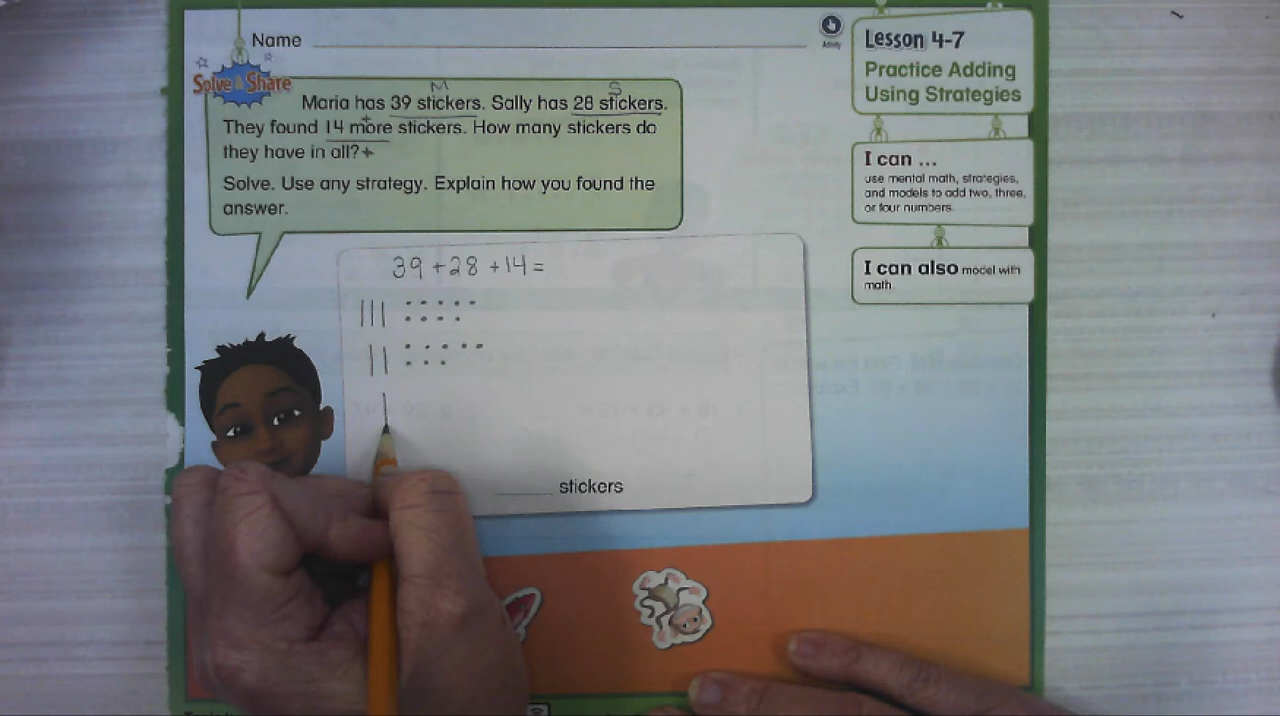 Name
Solve & Share
M S
Maria has 39 stickers. Sally has 28 stickers.
+
They found 14 more stickers. How many stickers do
they have in all? +
Solve. Use any strategy. Explain how you found the
answer.
39 + 28 + 14 =
stickers
Activity
Lesson 4-7
Practice Adding
Using Strategies
I can ...
use mental math, strategies,
and models to add two, three,
or four numbers.
I can also model with
math.